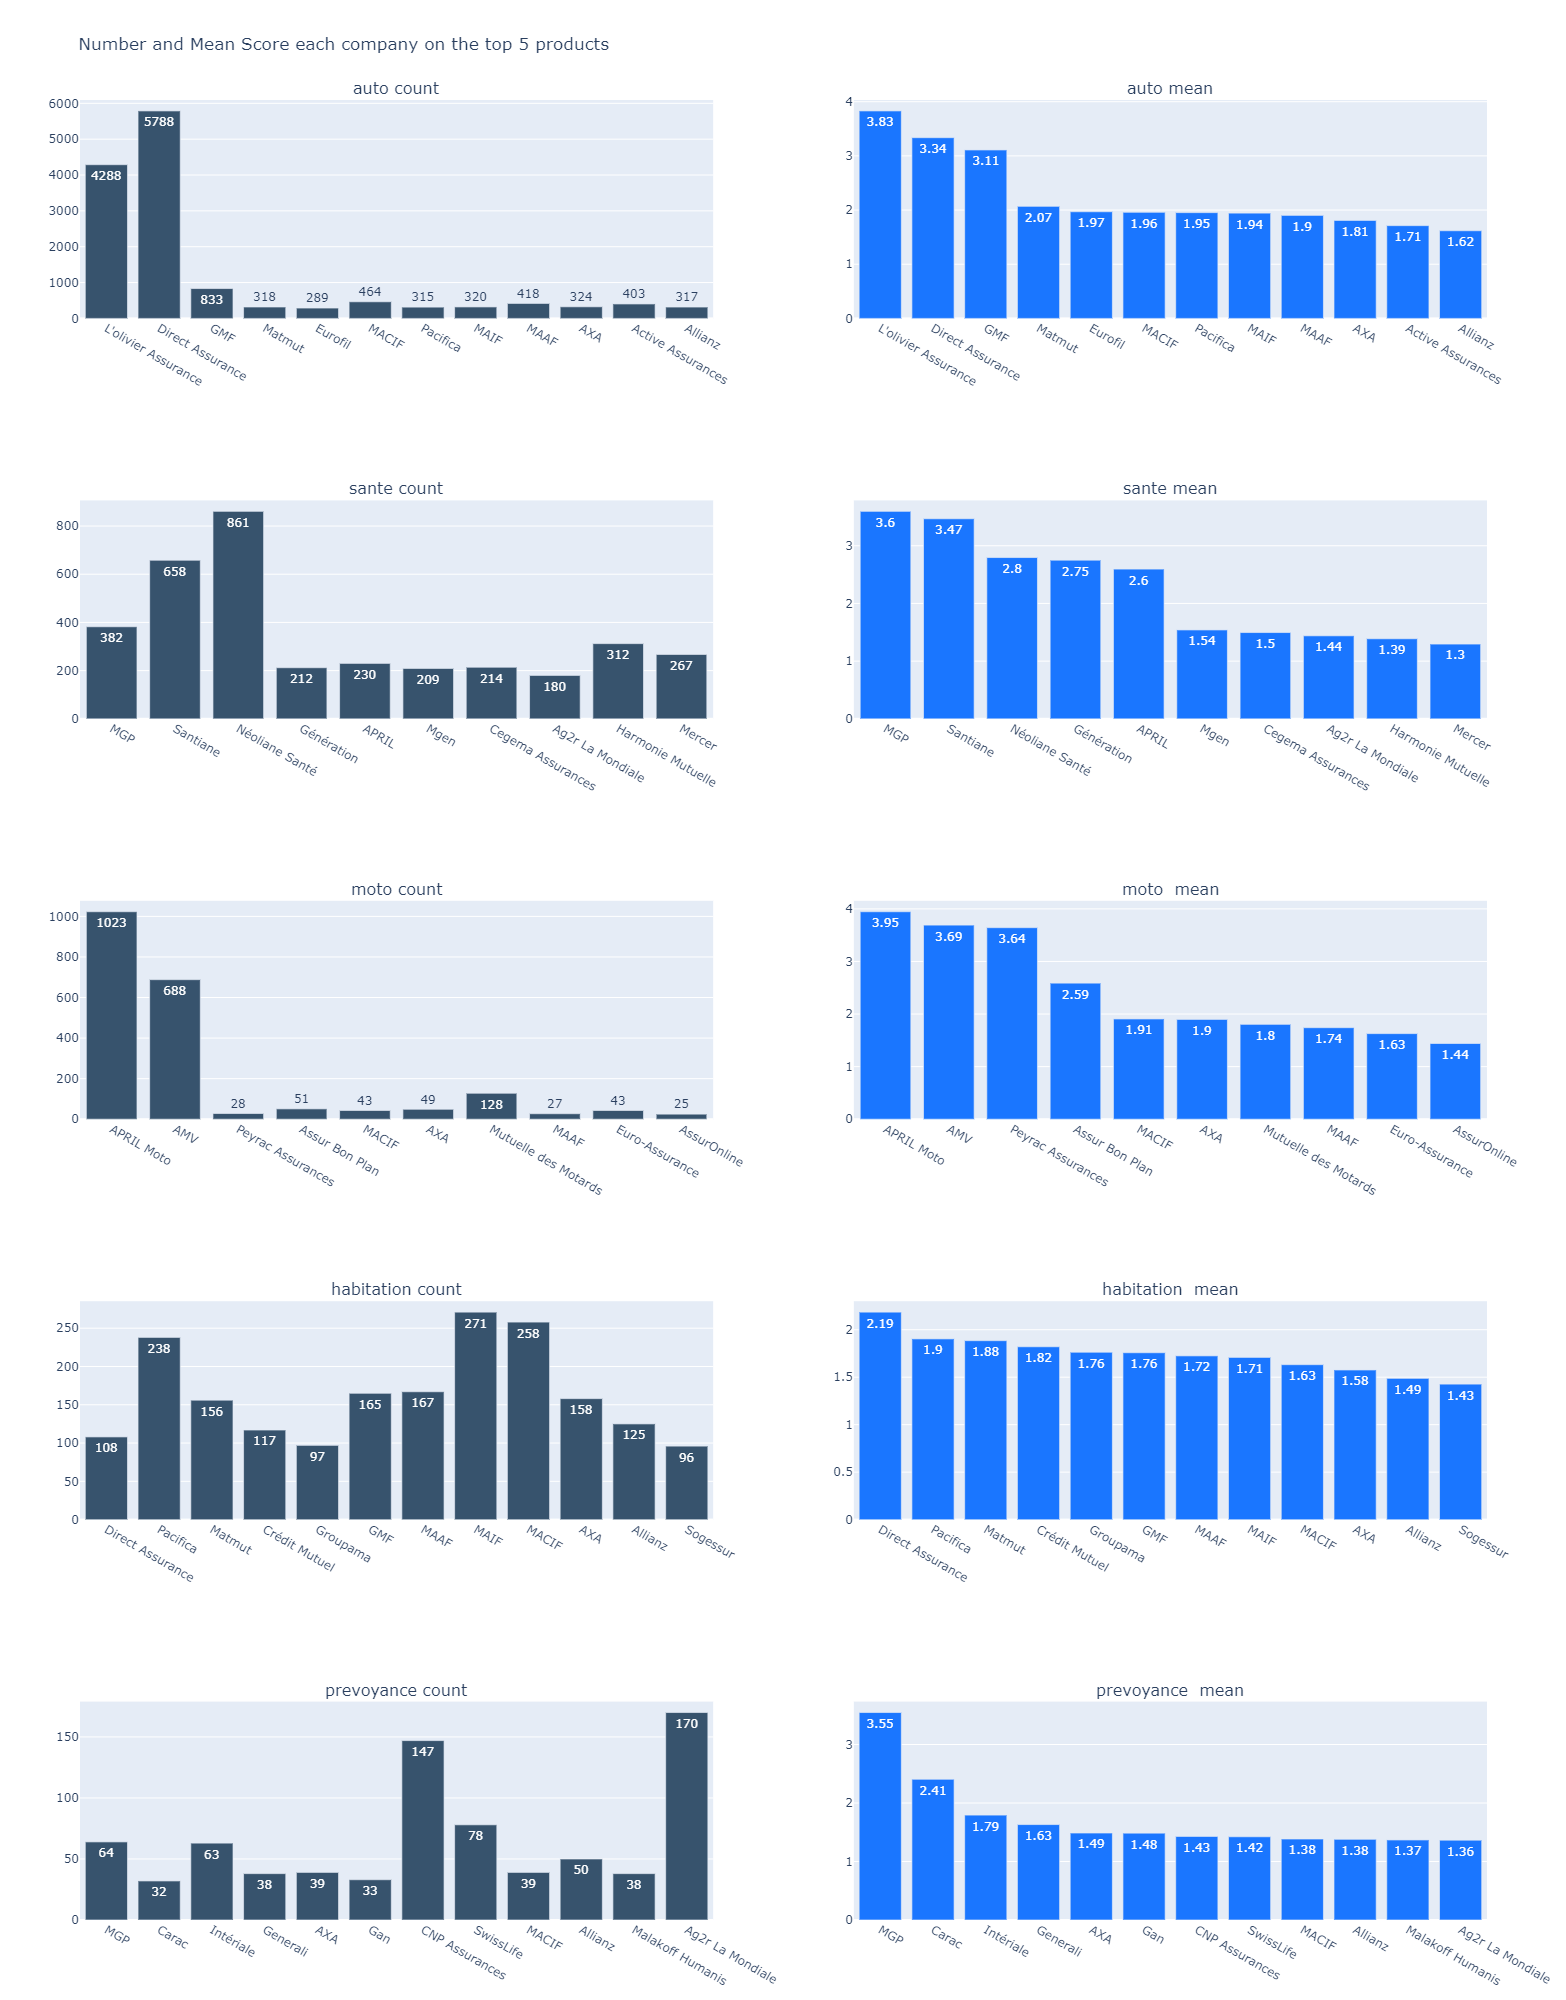 Number and Mean Score each company on the top 5 products
auto count
6000
5000
4000
3000
2000
1000
0
4288
5788
833
318
289
464
315
320
418
324
403
317
L'olivier Assurance
Direct Assurance
GMF
Matmut
Eurofil
MACIF
Pacifica
MAIF
MAAF
AXA
Active Assurances
Allianz
auto mean
4
3
2
1
0
3.83
3.34
3.11
2.07
1.97
1.96
1.95
1.94
1.9
1.81
1.71
1.62
L'olivier Assurance
Direct Assurance
GMF
Matmut
Eurofil
MACIF
Pacifica
MAIF
MAAF
AXA
Active Assurances
Allianz
sante count
800
600
400
200
0
382
658
861
212
230
209
214
180
312
267
MGP
Santiane
Néoliane Santé
Génération
APRIL
Mgen
Cegema Assurances
Ag2r La Mondiale
Harmonie Mutuelle
Mercer
sante mean
3
2
1
0
3.6
3.47
2.8
2.75
2.6
1.54
1.5
1.44
1.39
1.3
MGP
Santiane
Néoliane Santé
Génération
APRIL
Mgen
Cegema Assurances
Ag2r La Mondiale
Harmonie Mutuelle
Mercer
moto count
1000
800
600
400
200
0
1023
688
28
51
43
49
128
27
43
25
APRIL Moto
AMV
Peyrac Assurances
Assur Bon Plan
MACIF
AXA
Mutuelle des Motards
MAAF
Euro-Assurance
AssurOnline
moto  mean
4
3
2
1
0
3.95
3.69
3.64
2.59
1.91
1.9
1.8
1.74
1.63
1.44
APRIL Moto
AMV
Peyrac Assurances
Assur Bon Plan
MACIF
AXA
Mutuelle des Motards
MAAF
Euro-Assurance
AssurOnline
habitation count
250
200
150
100
50
0
108
238
156
117
97
165
167
271
258
158
125
96
Direct Assurance
Pacifica
Matmut
Crédit Mutuel
Groupama
GMF
MAAF
MAIF
MACIF
AXA
Allianz
Sogessur
habitation  mean
2
1.5
1
0.5
0
2.19
1.9
1.88
1.82
1.76
1.76
1.72
1.71
1.63
1.58
1.49
1.43
Direct Assurance
Pacifica
Matmut
Crédit Mutuel
Groupama
GMF
MAAF
MAIF
MACIF
AXA
Allianz
Sogessur
prevoyance count
150
100
50
0
64
32
63
38
39
33
147
78
39
50
38
170
MGP
Carac
Intériale
Generali
AXA
Gan
CNP Assurances
SwissLife
MACIF
Allianz
Malakoff Humanis
Ag2r La Mondiale
prevoyance  mean
3
2
1
0
3.55
2.41
1.79
1.63
1.49
1.48
1.43
1.42
1.38
1.38
1.37
1.36
MGP
Carac
Intériale
Generali
AXA
Gan
CNP Assurances
SwissLife
MACIF
Allianz
Malakoff Humanis
Ag2r La Mondiale